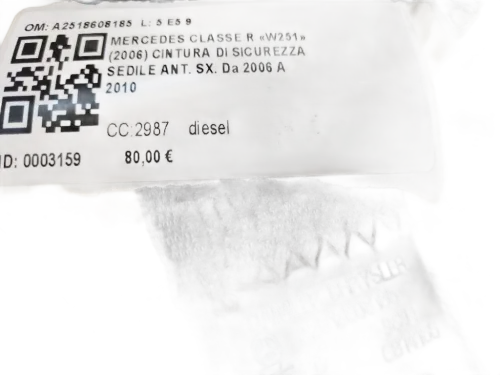 OM: A2518608185 L: 5 E5 9
MERCEDES CLASSE R «W251»
(2006) CINTURA DI SICUREZZA
SEDILE ANT. SX. Da 2006 A
2010
CC:2987 diesel
ID: 0003159 80,00 €